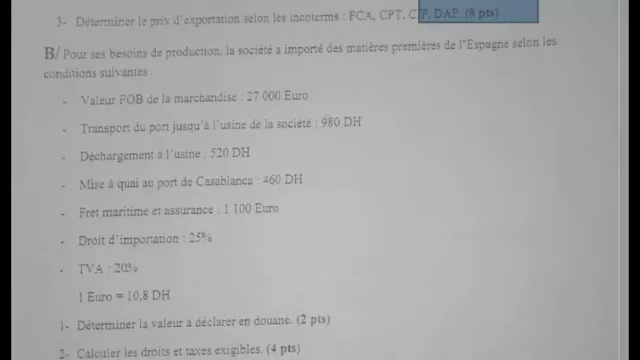 3- Déterminer le prix d'exportation selon les incoterms : FCA, CPT, CIP, DAP. (8 pts)
B/ Pour ses besoins de production, la société a importé des matières premières de l'Espagne selon les
conditions suivantes :
- Valeur FOB de la marchandise : 27 000 Euro
- Transport du port jusqu'à l'usine de la société : 980 DH
- Déchargement à l'usine : 520 DH
- Mise à quai au port de Casablanca : 460 DH
- Fret maritime et assurance : 1 100 Euro
- Droit d'importation : 25%
- TVA : 20%
1 Euro = 10,8 DH
1- Déterminer la valeur à déclarer en douane. (2 pts)
2- Calculer les droits et taxes exigibles. (4 pts)